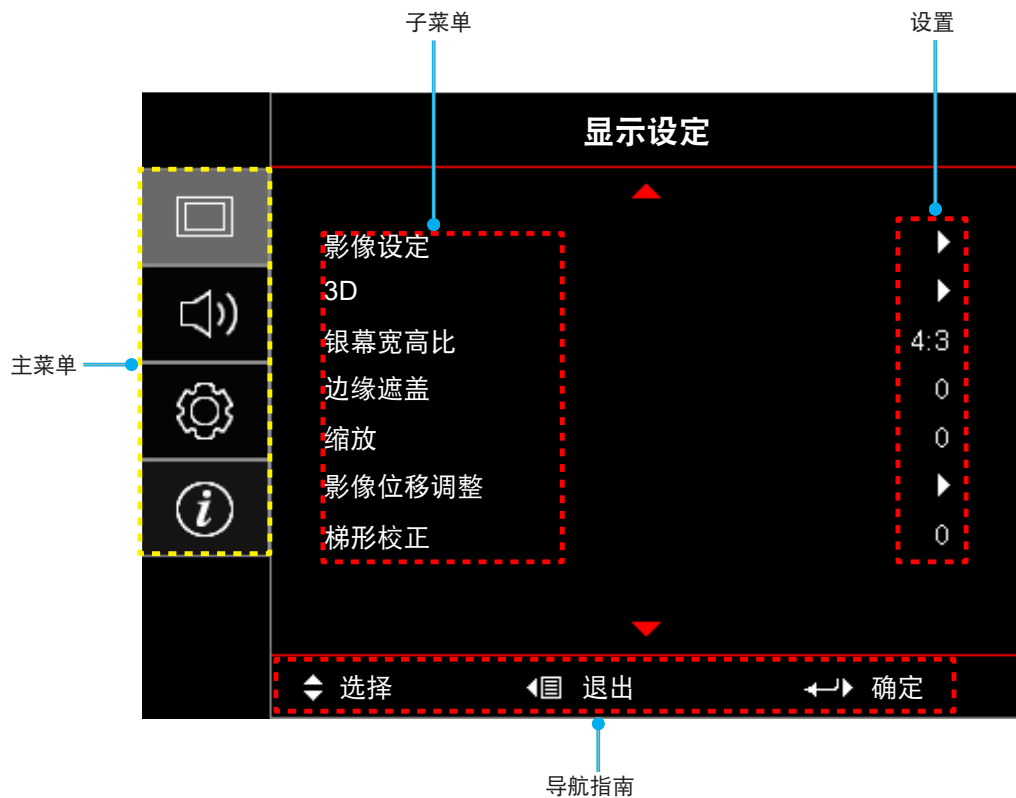 子菜单 设置
显示设定
影像设定
3D
银幕宽高比 4:3
边缘遮盖 0
缩放 0
影像位移调整
梯形校正 0
主菜单
选择 退出 确定
导航指南